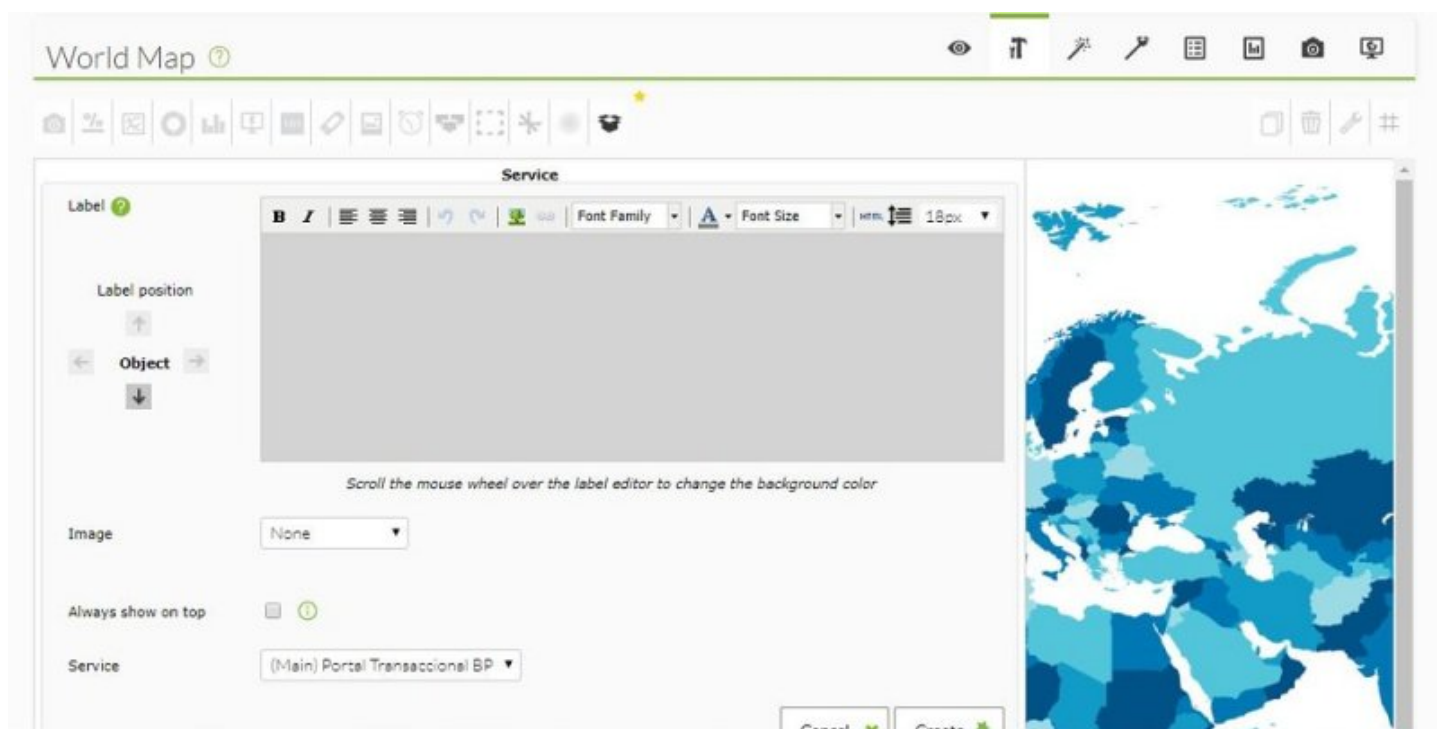 World Map
Service
Label
B I Font Family A Font Size HTML 18px
Label position
Object
Scroll the mouse wheel over the label editor to change the background color
Image None
Always show on top
Service (Main) Portal Transaccional BP
Cancel Create